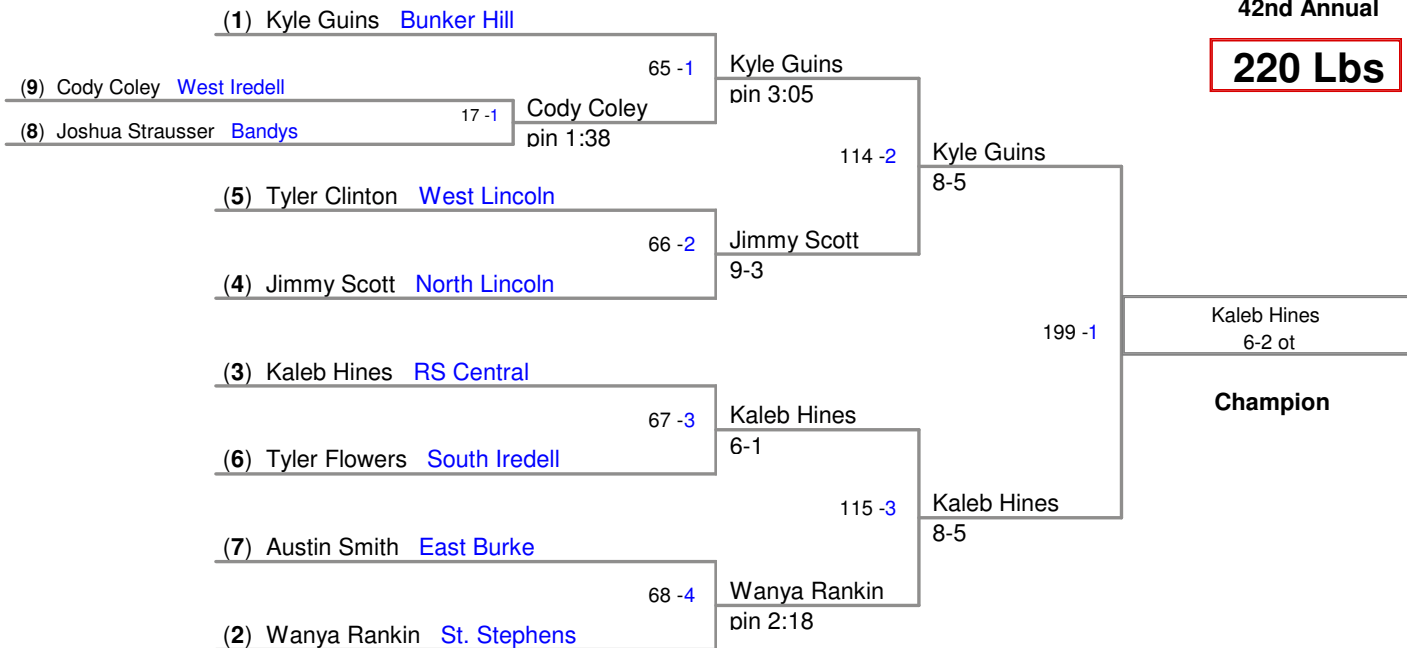 42nd Annual
220 Lbs
(1) Kyle Guins Bunker Hill
65 -1
Kyle Guins
pin 3:05
(9) Cody Coley West Iredell
17 -1
Cody Coley
pin 1:38
(8) Joshua Strausser Bandys
114 -2
Kyle Guins
8-5
(5) Tyler Clinton West Lincoln
66 -2
Jimmy Scott
9-3
(4) Jimmy Scott North Lincoln
199 -1
Kaleb Hines
6-2 ot
Champion
(3) Kaleb Hines RS Central
67 -3
Kaleb Hines
6-1
(6) Tyler Flowers South Iredell
115 -3
Kaleb Hines
8-5
(7) Austin Smith East Burke
68 -4
Wanya Rankin
pin 2:18
(2) Wanya Rankin St. Stephens